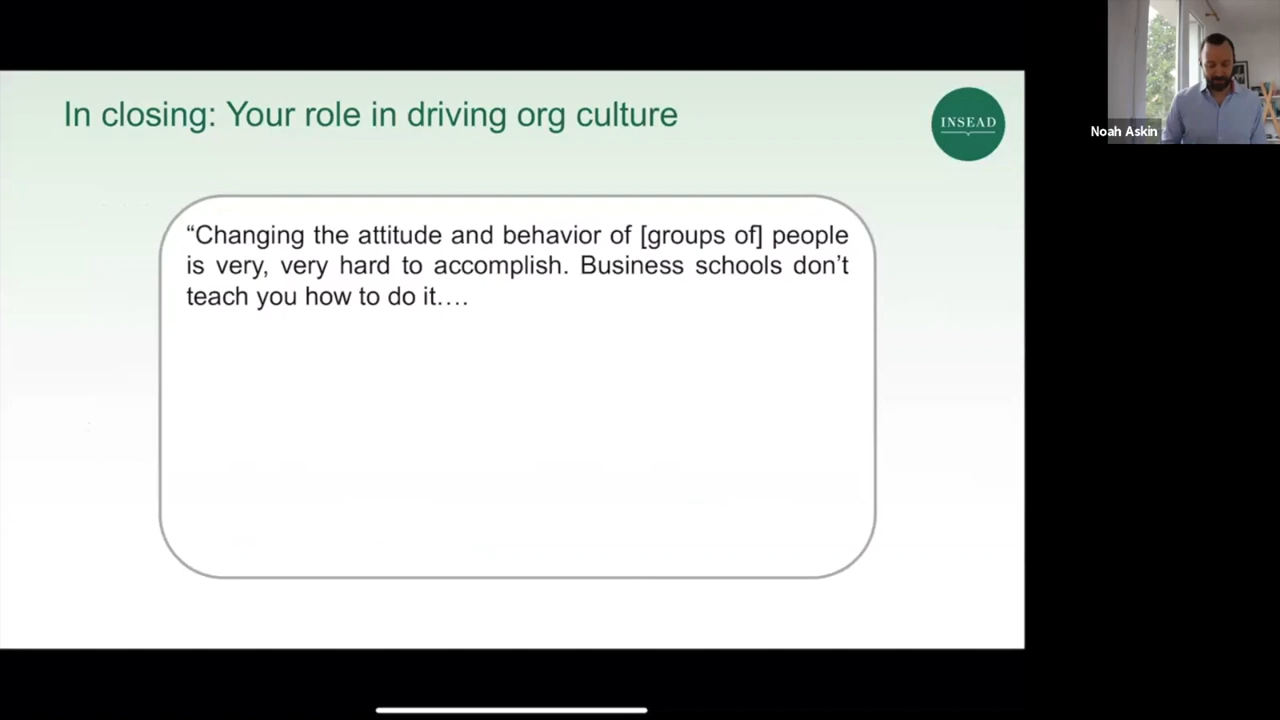 In closing: Your role in driving org culture
INSEAD
Noah Askin
“Changing the attitude and behavior of [groups of] people
is very, very hard to accomplish. Business schools don’t
teach you how to do it….